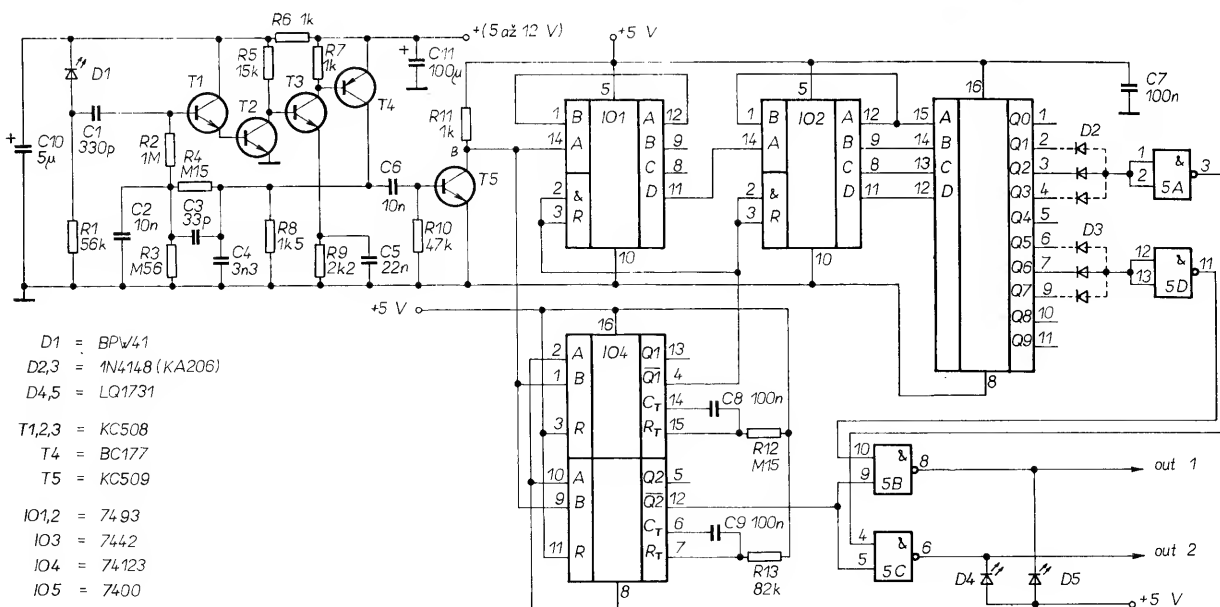 R6 1k
+(5 až 12 V)
+5 V
D1
R5
15k
R7
1k
C11
100µ
T1
T2
T3
T4
C10
5µ
C1
330p
R2
1M
R4
M15
C2
10n
C3
33p
R1
56k
R3
M56
C4
3n3
R8
1k5
R9
2k2
C5
22n
C6
10n
R10
47k
R11
1k
B
T5
5
IO1
1 B
14 A
2 &
3 R
A 12
B 9
C 8
D 11
10
5
IO2
1 B
14 A
2 &
3 R
A 12
B 9
C 8
D 11
10
16
15 A
14 B
13 C
12 D
Q0 1
Q1 2
Q2 3
Q3 4
Q4 5
Q5 6
Q6 7
Q7 9
Q8 10
Q9 11
8
C7
100n
D2
D3
1
2
&
5A
3
12
13
&
5D
11
+5 V
16
IO4
2 A
1 B
3 R
10 A
9 B
11 R
Q1 13
Q1 4
CT 14
RT 15
Q2 5
Q2 12
CT 6
RT 7
8
C8 100n
R12
M15
C9 100n
R13
82k
10
9
&
5B
8
out 1
4
5
&
5C
6
out 2
D4
D5
+5 V
D1 = BPW41
D2,3 = 1N4148 (KA206)
D4,5 = LQ1731
T1,2,3 = KC508
T4 = BC177
T5 = KC509
IO1,2 = 7493
IO3 = 7442
IO4 = 74123
IO5 = 7400